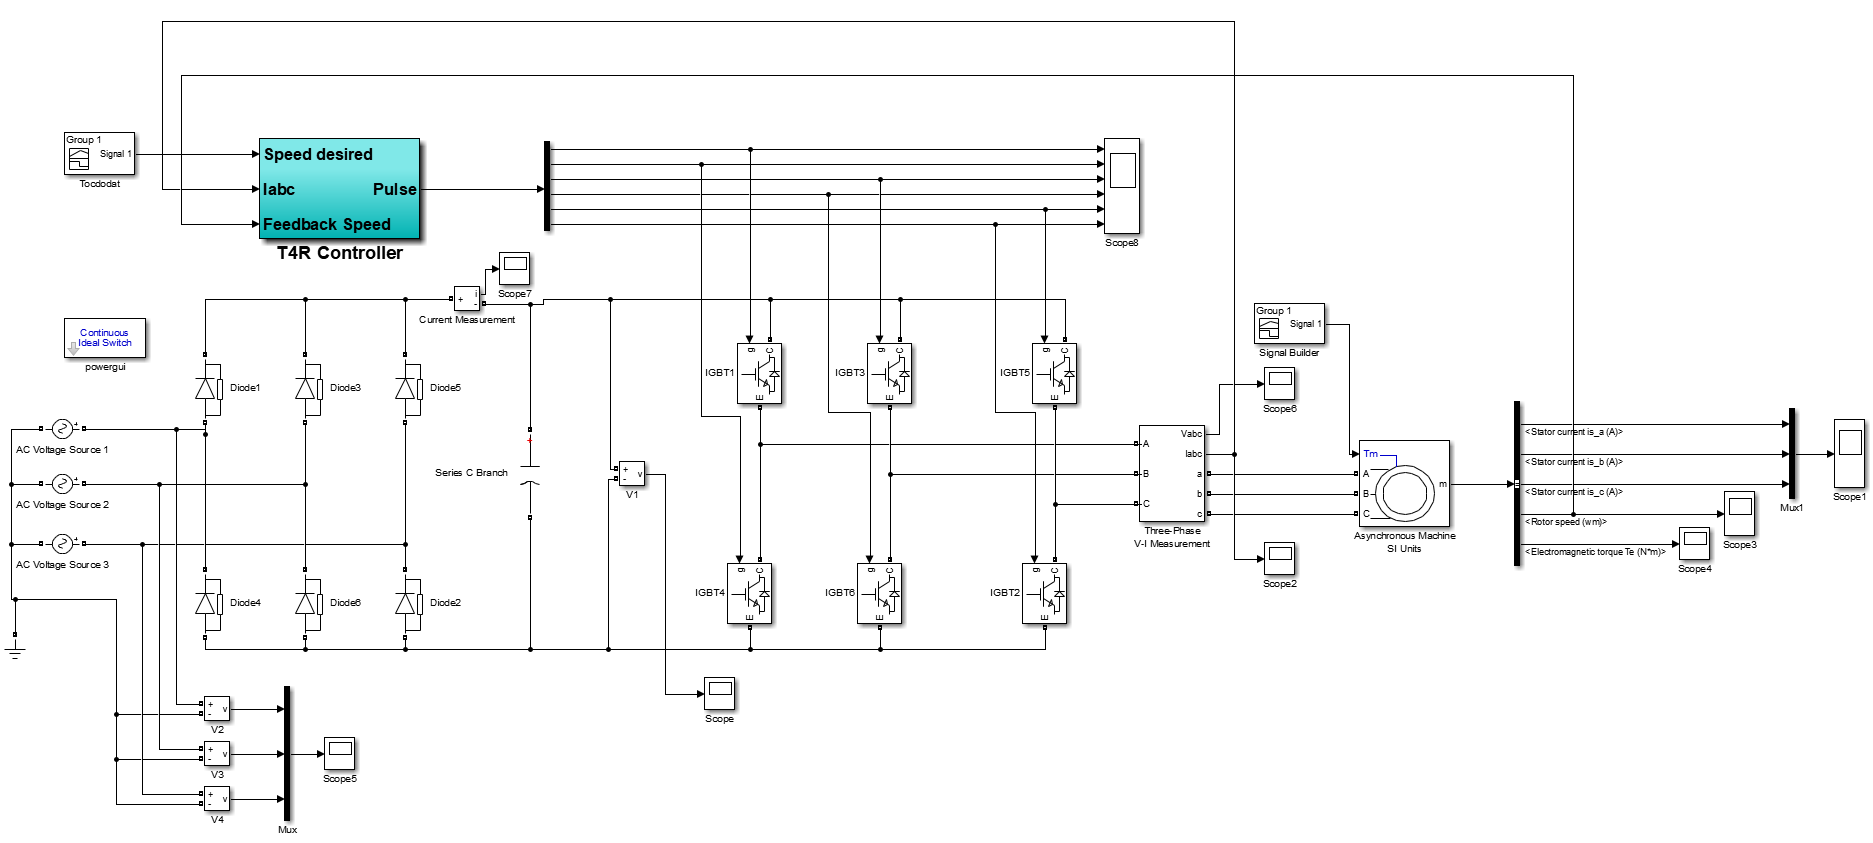 Group 1
Signal 1
Tocdodat
Speed desired
Iabc
Pulse
Feedback Speed
T4R Controller
Scope8
Scope7
i
+
-
Current Measurement
Continuous
Ideal Switch
powergui
Diode1
Diode3
Diode5
g
C
IGBT1
E
g
C
IGBT3
E
g
C
IGBT5
E
Group 1
Signal 1
Signal Builder
Scope6
+
AC Voltage Source 1
+
AC Voltage Source 2
+
AC Voltage Source 3
Series C Branch
+
-
v
V1
A
B
C
Vabc
Iabc
a
b
c
Three-Phase
V-I Measurement
Tm
A
B
C
m
Asynchronous Machine
SI Units
<Stator current is_a (A)>
<Stator current is_b (A)>
<Stator current is_c (A)>
<Rotor speed (wm)>
<Electromagnetic torque Te (N*m)>
Mux1
Scope1
Scope3
Scope4
Scope2
Diode4
Diode6
Diode2
g
C
IGBT4
E
g
C
IGBT6
E
g
C
IGBT2
E
Scope
+
-
v
V2
+
-
v
V3
+
-
v
V4
Mux
Scope5